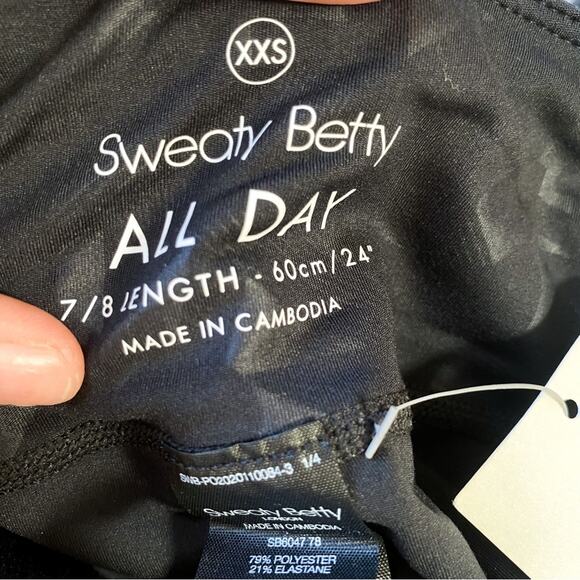 XXS
Sweaty Betty
ALL DAY
7/8 LENGTH - 60cm/24"
MADE IN CAMBODIA
SWB-PO2020110084-3 1/4
Sweaty Betty
LONDON
MADE IN CAMBODIA
SB6047 78
79% POLYESTER
21% ELASTANE